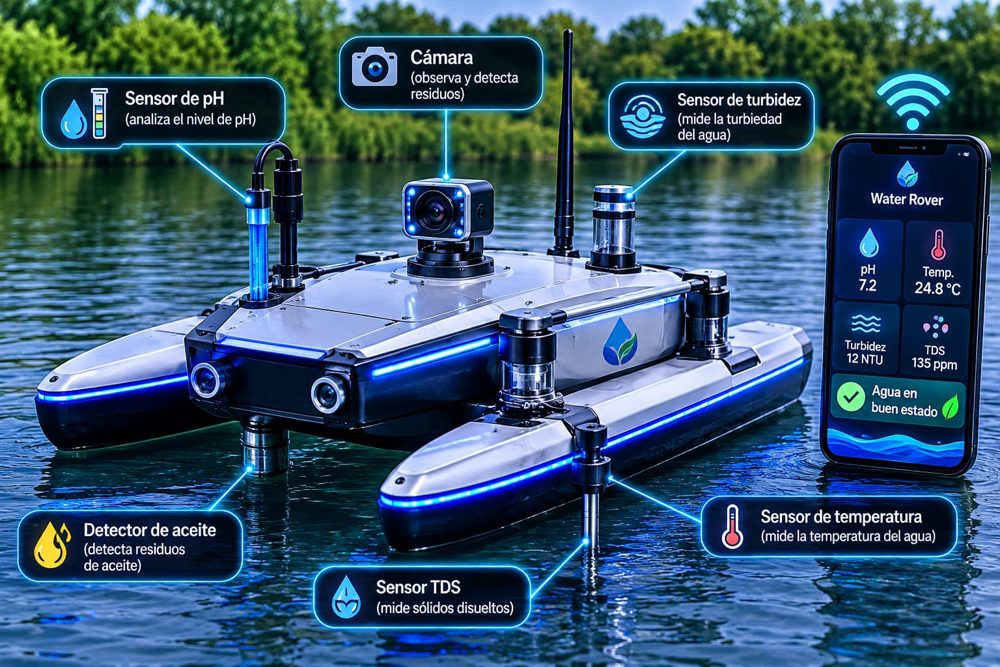 Cámara
(observa y detecta
residuos)
Sensor de pH
(analiza el nivel de pH)
Sensor de turbidez
(mide la turbiedad
del agua)
Water Rover
pH
7.2
Temp.
24.8 °C
Turbidez
12 NTU
TDS
135 ppm
Agua en
buen estado
Detector de aceite
(detecta residuos
de aceite)
Sensor de temperatura
(mide la temperatura del agua)
Sensor TDS
(mide sólidos disueltos)